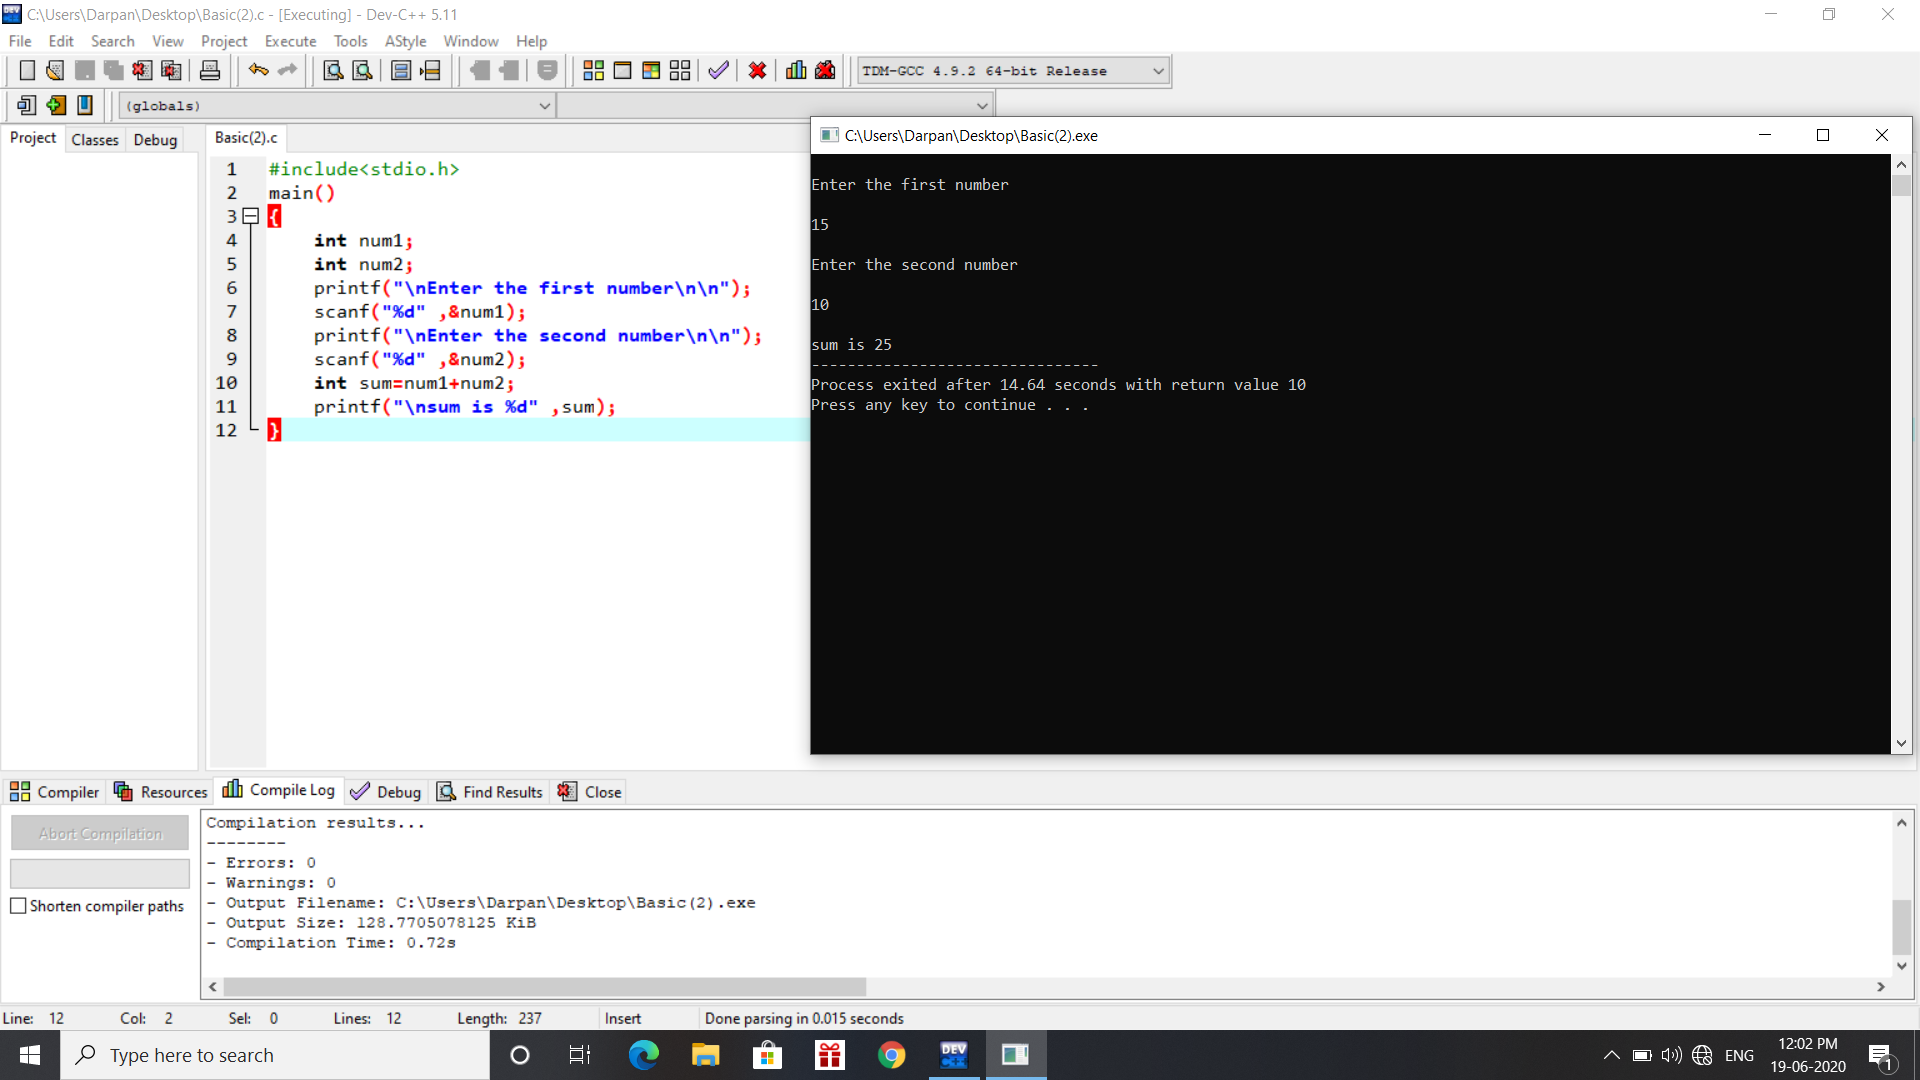 C:\Users\Darpan\Desktop\Basic(2).c - [Executing] - Dev-C++ 5.11
File Edit Search View Project Execute Tools AStyle Window Help
TDM-GCC 4.9.2 64-bit Release
(globals)
Project Classes Debug
Basic(2).c
1 #include<stdio.h>
2 main()
3 {
4 int num1;
5 int num2;
6 printf("\nEnter the first number\n\n");
7 scanf("%d" ,&num1);
8 printf("\nEnter the second number\n\n");
9 scanf("%d" ,&num2);
10 int sum=num1+num2;
11 printf("\nsum is %d" ,sum);
12 }
C:\Users\Darpan\Desktop\Basic(2).exe
Enter the first number
15
Enter the second number
10
sum is 25
--------------------------------
Process exited after 14.64 seconds with return value 10
Press any key to continue . . .
Compiler Resources Compile Log Debug Find Results Close
Abort Compilation
Shorten compiler paths
Compilation results...
--------
- Errors: 0
- Warnings: 0
- Output Filename: C:\Users\Darpan\Desktop\Basic(2).exe
- Output Size: 128.7705078125 KiB
- Compilation Time: 0.72s
Line: 12 Col: 2 Sel: 0 Lines: 12 Length: 237 Insert Done parsing in 0.015 seconds
Type here to search
DEV C++
ENG
12:02 PM
19-06-2020
1